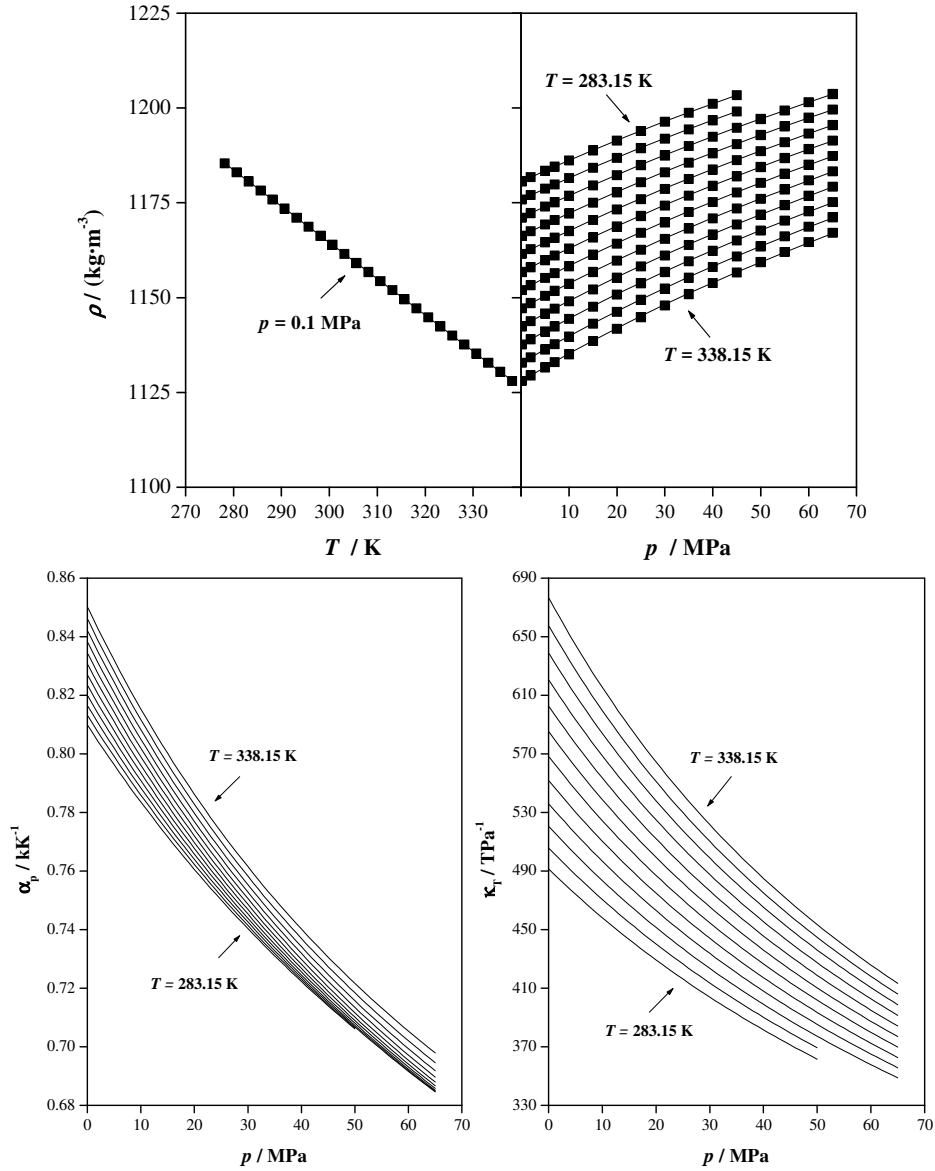 1225
1200
1175
1150
1125
1100
ρ / (kg·m-3)
T = 283.15 K
p = 0.1 MPa
T = 338.15 K
270 280 290 300 310 320 330 10 20 30 40 50 60 70
T / K p / MPa
0.86
0.84
0.82
0.80
0.78
0.76
0.74
0.72
0.70
0.68
αp / kK-1
T = 338.15 K
T = 283.15 K
0 10 20 30 40 50 60 70
p / MPa
690
650
610
570
530
490
450
410
370
330
κT / TPa-1
T = 338.15 K
T = 283.15 K
0 10 20 30 40 50 60 70
p / MPa